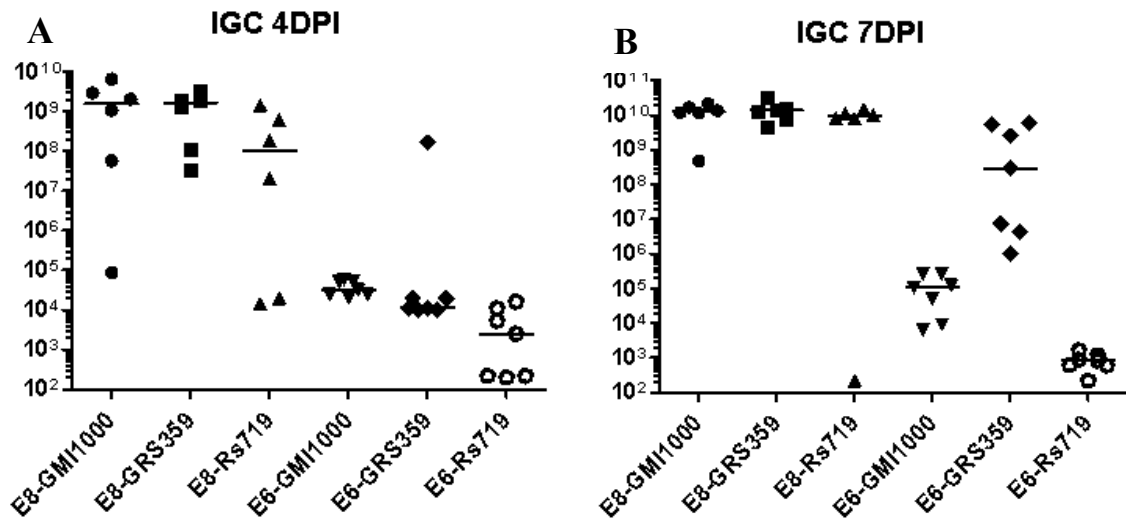 A
IGC 4DPI
10^10
10^9
10^8
10^7
10^6
10^5
10^4
10^3
10^2
E8-GMI1000
E8-GRS359
E8-Rs719
E6-GMI1000
E6-GRS359
E6-Rs719
B
IGC 7DPI
10^11
10^10
10^9
10^8
10^7
10^6
10^5
10^4
10^3
10^2
E8-GMI1000
E8-GRS359
E8-Rs719
E6-GMI1000
E6-GRS359
E6-Rs719